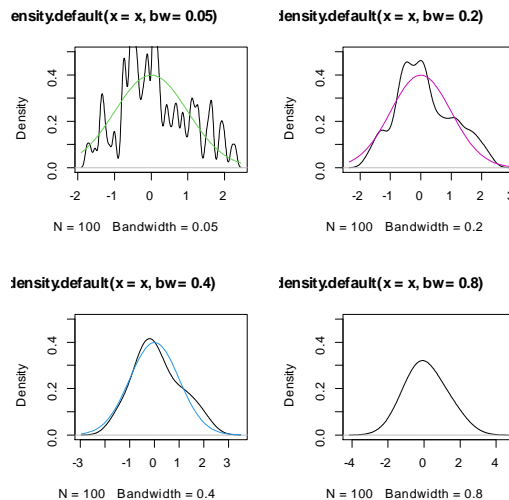 ensity.default(x = x, bw= 0.05)
Density
0.0 0.2 0.4
-2 -1 0 1 2
N = 100 Bandwidth = 0.05
density.default(x = x, bw= 0.2)
Density
0.0 0.2 0.4
-2 -1 0 1 2 3
N = 100 Bandwidth = 0.2
density.default(x = x, bw= 0.4)
Density
0.0 0.2 0.4
-3 -1 0 1 2 3
N = 100 Bandwidth = 0.4
density.default(x = x, bw= 0.8)
Density
0.0 0.2 0.4
-4 -2 0 2 4
N = 100 Bandwidth = 0.8